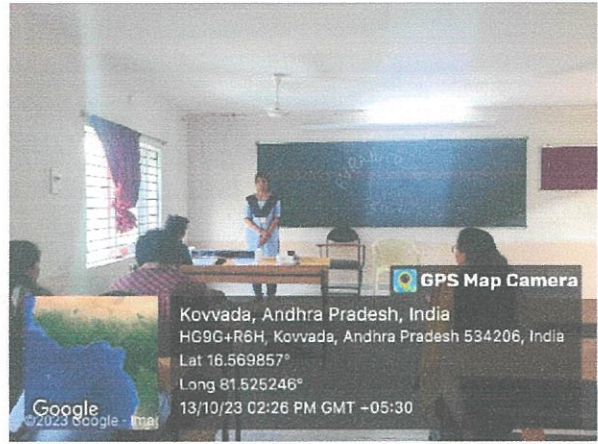 GPS Map Camera
Kovvada, Andhra Pradesh, India
HG9G+R6H, Kovvada, Andhra Pradesh 534206, India
Lat 16.569857°
Long 81.525246°
13/10/23 02:26 PM GMT +05:30
Google
©2023 Google - Imag